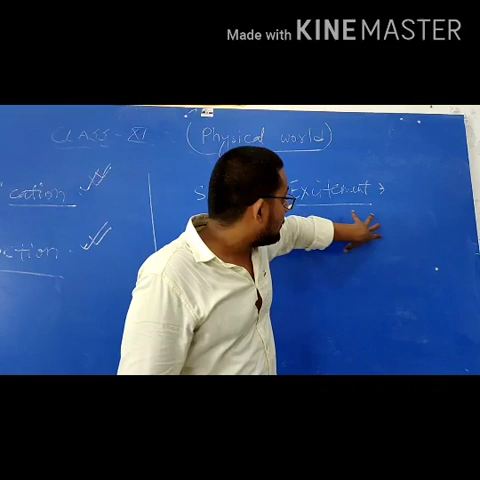 Made with KINEMASTER
CLASS - XI (Physical world)
cation
Excitement
ction